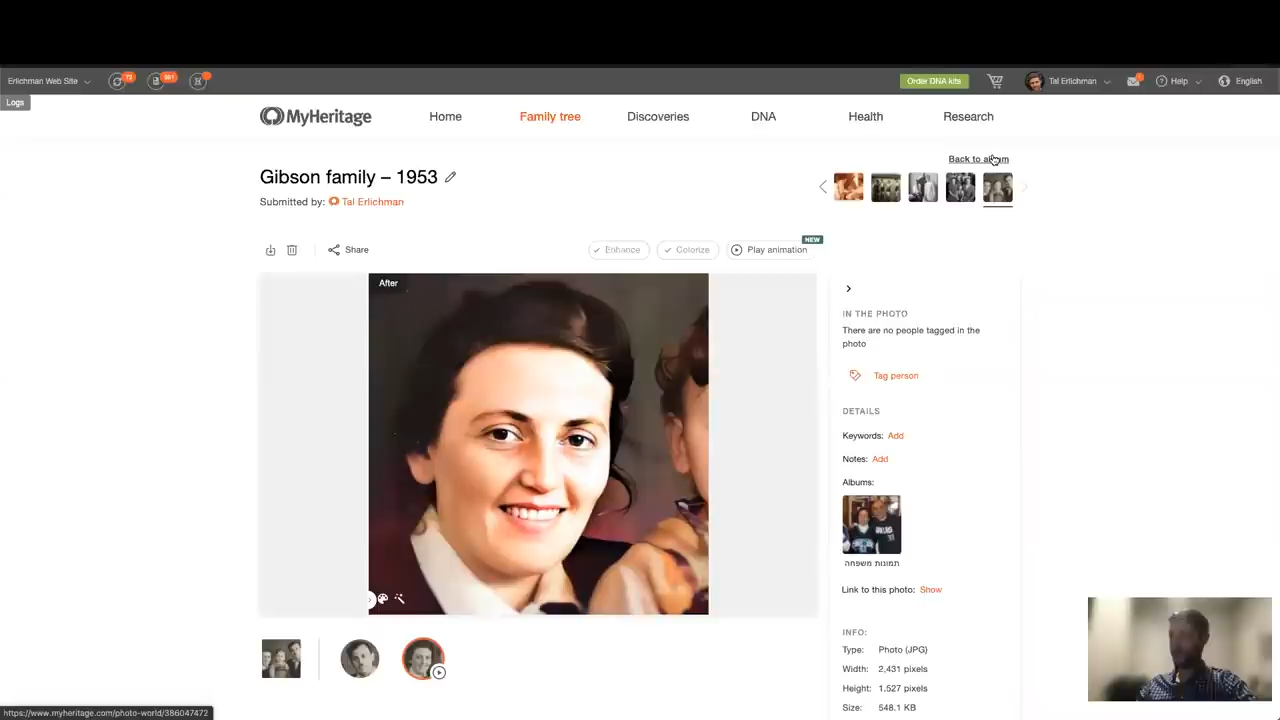 Erlichman Web Site 72 591 Order DNA kits Tal Erlichman Help English
Logs
MyHeritage Home Family tree Discoveries DNA Health Research
Back to album
Gibson family – 1953
Submitted by: Tal Erlichman
NEW
Share Enhance Colorize Play animation
After
IN THE PHOTO
There are no people tagged in the
photo
Tag person
DETAILS
Keywords: Add
Notes: Add
Albums:
תמונות משפחה
Link to this photo: Show
INFO:
Type: Photo (JPG)
Width: 2,431 pixels
Height: 1,527 pixels
Size: 548.1 KB
https://www.myheritage.com/photo-world/386047472